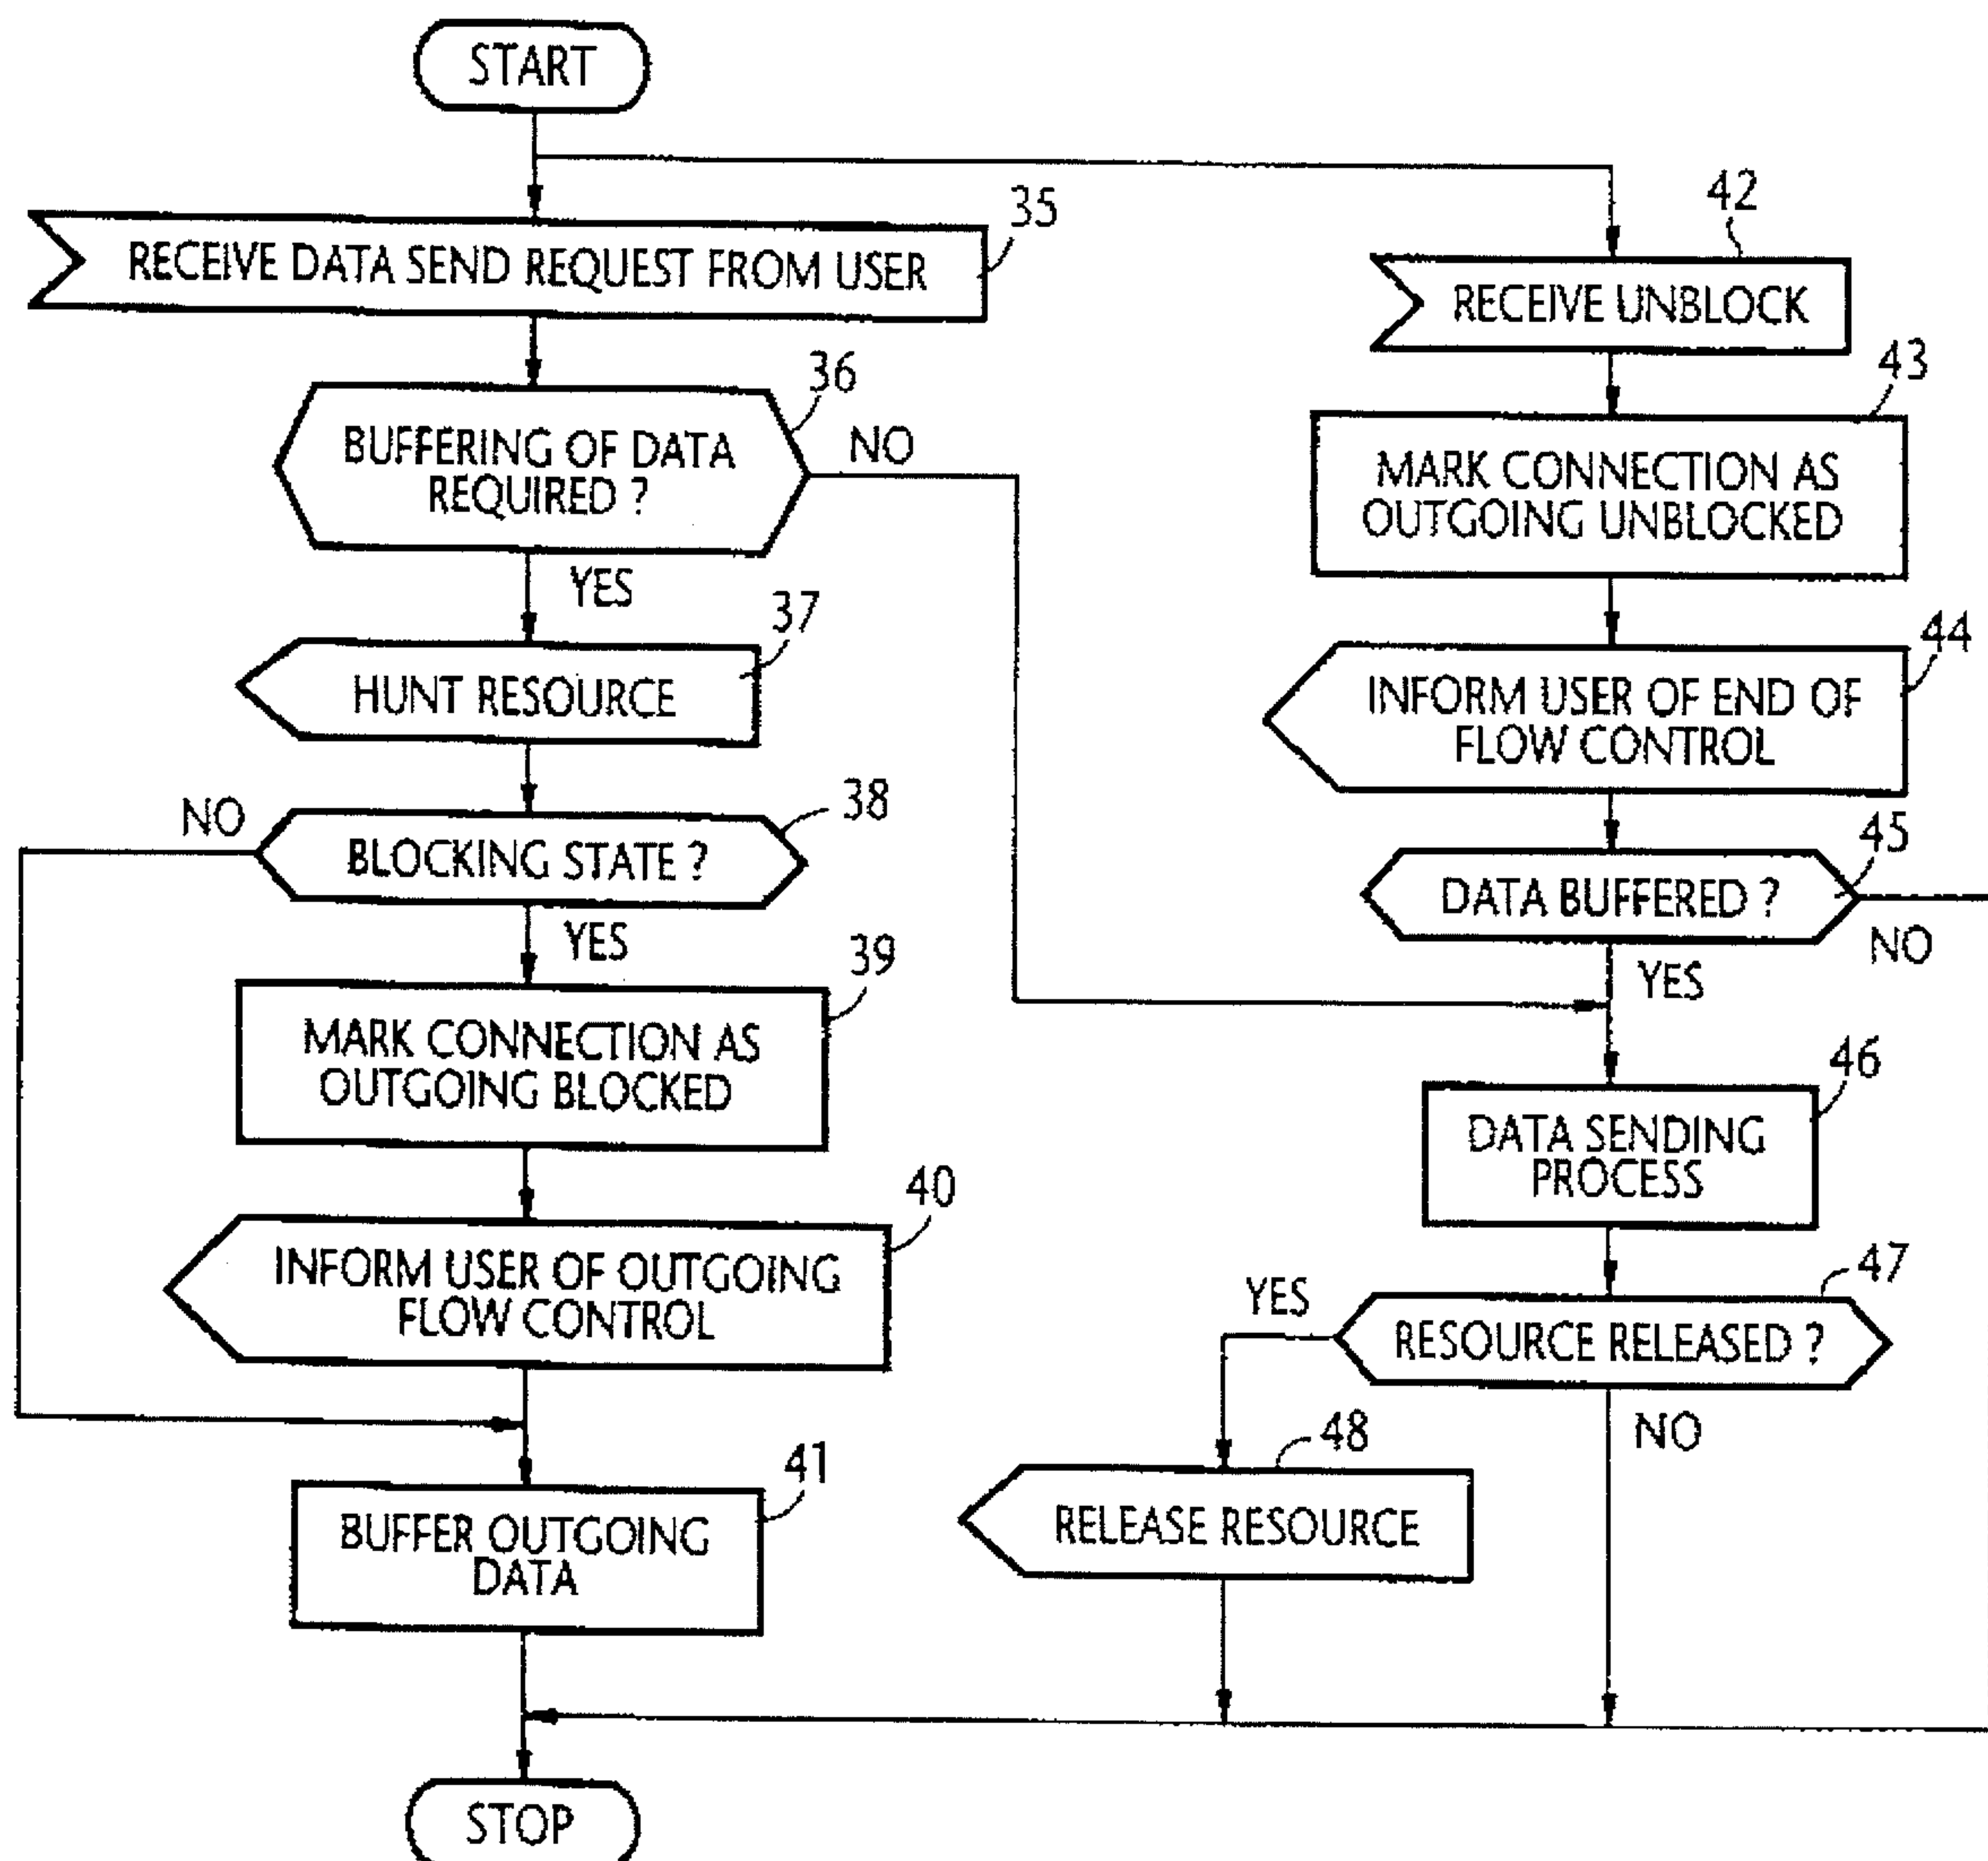 START
35
RECEIVE DATA SEND REQUEST FROM USER
36
BUFFERING OF DATA
REQUIRED ?
NO
YES
37
HUNT RESOURCE
38
NO
BLOCKING STATE ?
YES
39
MARK CONNECTION AS
OUTGOING BLOCKED
40
INFORM USER OF OUTGOING
FLOW CONTROL
41
BUFFER OUTGOING
DATA
STOP
42
RECEIVE UNBLOCK
43
MARK CONNECTION AS
OUTGOING UNBLOCKED
44
INFORM USER OF END OF
FLOW CONTROL
45
DATA BUFFERED ?
NO
YES
46
DATA SENDING
PROCESS
47
YES
RESOURCE RELEASED ?
NO
48
RELEASE RESOURCE